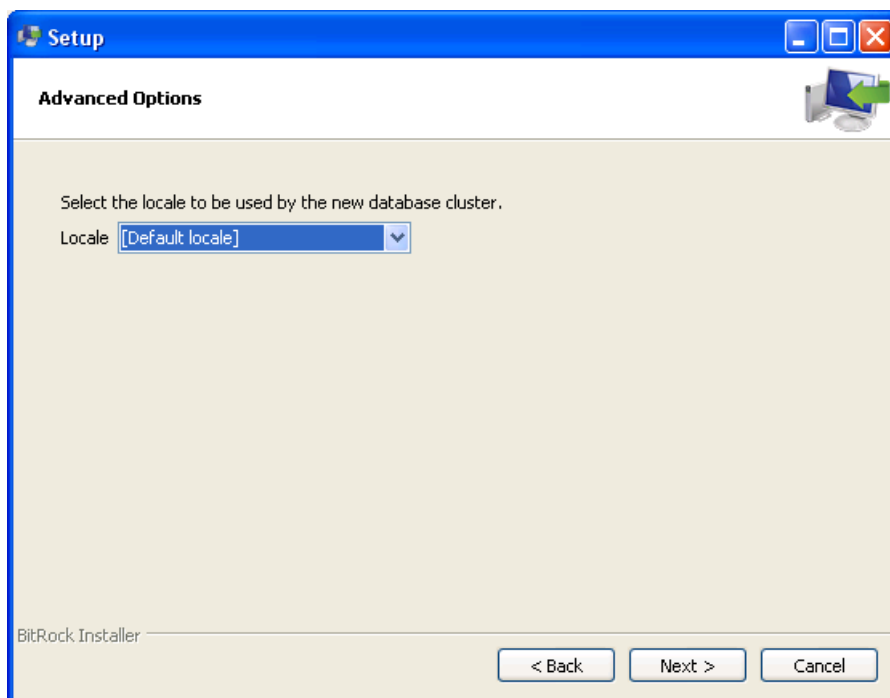 Setup
Advanced Options
Select the locale to be used by the new database cluster.
Locale [Default locale]
BitRock Installer
< Back Next > Cancel